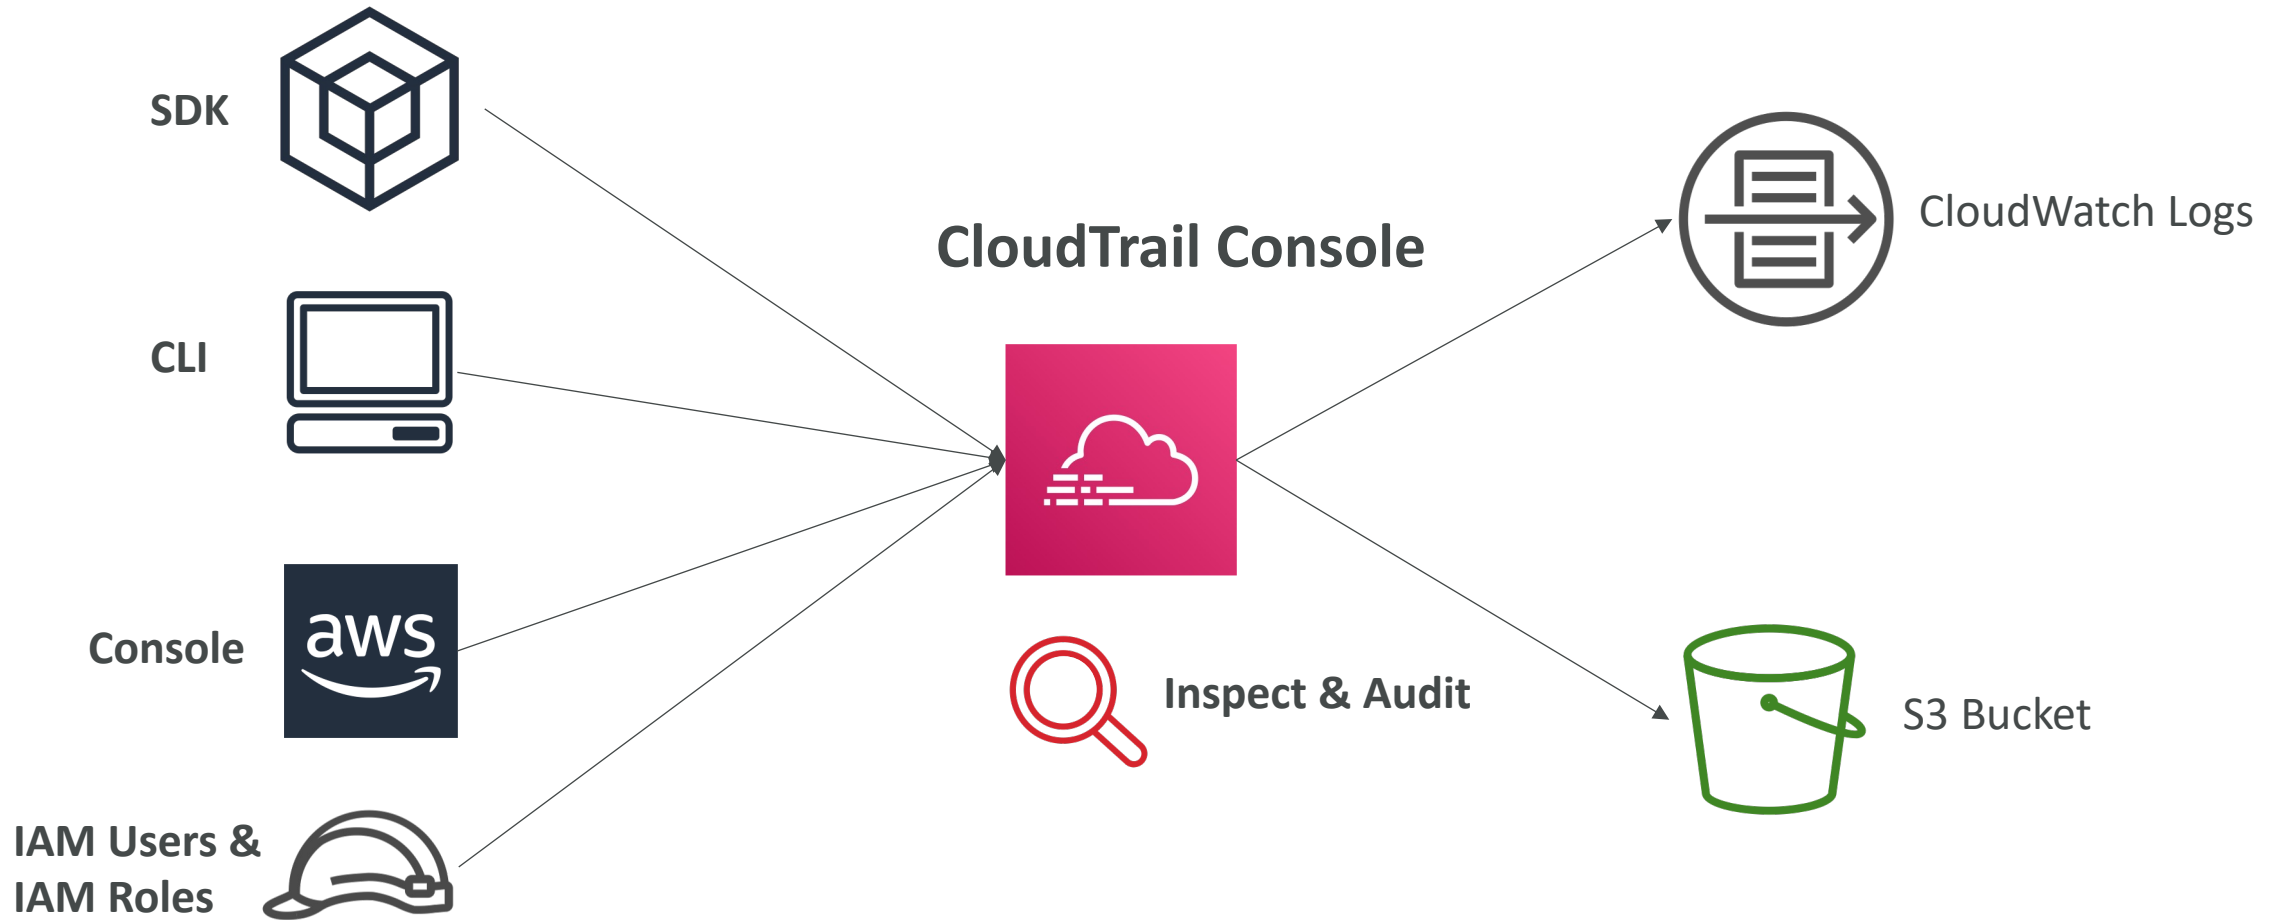 SDK
CloudTrail Console
CloudWatch Logs
CLI
Console
aws
Inspect & Audit
S3 Bucket
IAM Users &
IAM Roles